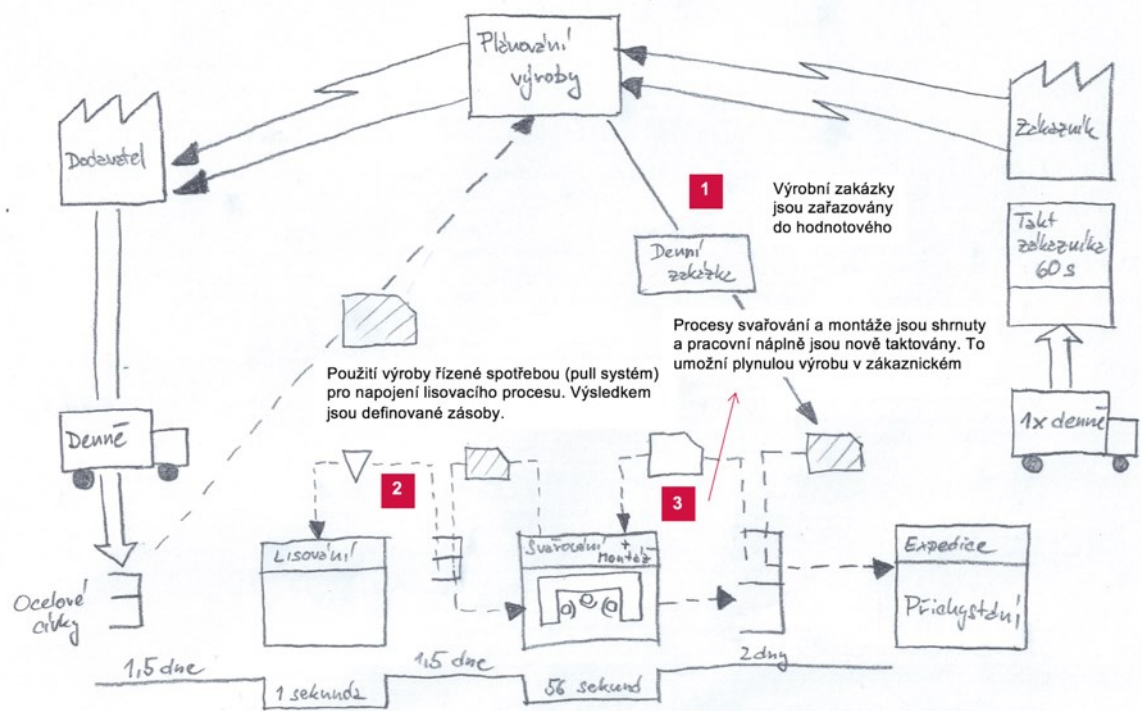 Plánování
výroby
Dodavatel
Zákazník
1
Výrobní zakázky
jsou zařazovány
do hodnotového
Takt
zákazníka
60 s
Denní
zakázka
Procesy svařování a montáže jsou shrnuty
a pracovní náplně jsou nově taktovány. To
umožní plynulou výrobu v zákaznickém
Použití výroby řízené spotřebou (pull systém)
pro napojení lisovacího procesu. Výsledkem
jsou definované zásoby.
Denně
1x denně
2
3
Lisování
Svařování
+
Montáž
Expedice
Přichystání
Ocelové
cívky
1,5 dne
1 sekunda
1,5 dne
56 sekund
2 dny